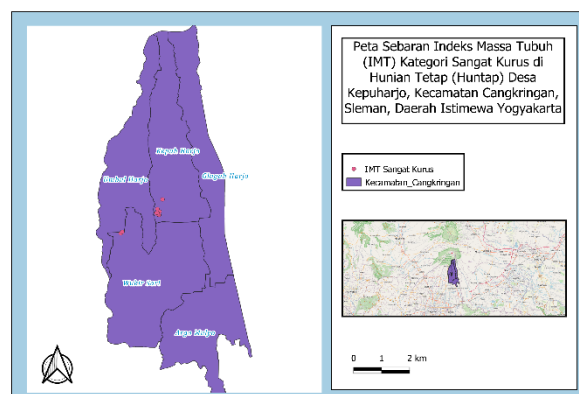 Peta Sebaran Indeks Massa Tubuh
(IMT) Kategori Sangat Kurus di
Hunian Tetap (Huntap) Desa
Kepuharjo, Kecamatan Cangkringan,
Sleman, Daerah Istimewa Yogyakarta
Kepuh Harjo
Umbul Harjo
Glagah Harjo
IMT Sangat Kurus
Kecamatan_Cangkringan
Wukir Sari
Argo Mulyo
0 1 2 km